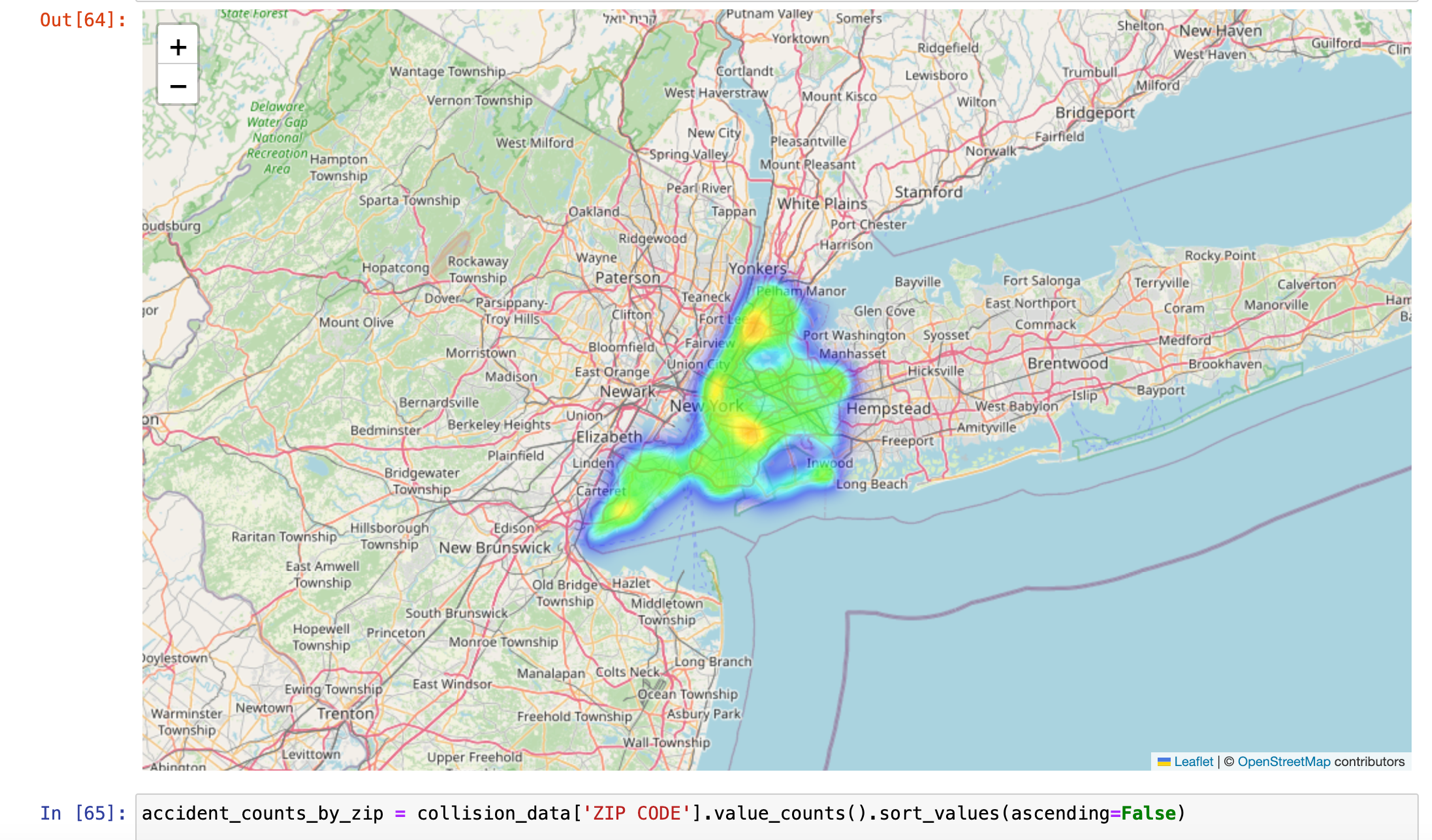 Out[64]:
State Forest
קרית יואל
Putnam Valley
Somers
Shelton
New Haven
+
−
Yorktown
Ridgefield
Guilford
Clin
West Haven
Wantage Township
Cortlandt
Lewisboro
Trumbull
Milford
Vernon Township
West Haverstraw
Mount Kisco
Wilton
Bridgeport
Delaware
Water Gap
National
Recreation
Area
New City
Pleasantville
Fairfield
West Milford
Hampton
Township
Spring Valley
Mount Pleasant
Norwalk
Pearl River
Stamford
Sparta Township
White Plains
Oakland
Tappan
oudsburg
Port Chester
Ridgewood
Harrison
Wayne
Rocky Point
Hopatcong
Rockaway
Township
Paterson
Yonkers
Bayville
Fort Salonga
Terryville
Calverton
Dover
Parsippany-
Troy Hills
Teaneck
Pelham Manor
East Northport
Manorville
Ham
Ba
gor
Mount Olive
Clifton
Fort Le
Glen Cove
Commack
Coram
Bloomfield
Fairview
Port Washington
Syosset
Medford
Morristown
Manhasset
Brentwood
Brookhaven
Madison
East Orange
Union City
Hicksville
Newark
Bayport
Bernardsville
New York
Hempstead
West Babylon
Islip
on
Bedminster
Berkeley Heights
Union
Amityville
Elizabeth
Freeport
Plainfield
Linden
Inwood
Bridgewater
Township
Carteret
Long Beach
Hillsborough
Township
Edison
Raritan Township
New Brunswick
East Amwell
Township
Old Bridge
Township
Hazlet
South Brunswick
Middletown
Township
Hopewell
Township
Princeton
Monroe Township
Doylestown
Long Branch
Manalapan
Colts Neck
Ewing Township
East Windsor
Ocean Township
Newtown
Warminster
Township
Trenton
Freehold Township
Asbury Park
Wall Township
Levittown
Upper Freehold
Abington
Leaflet | © OpenStreetMap contributors
In [65]: accident_counts_by_zip = collision_data['ZIP CODE'].value_counts().sort_values(ascending=False)